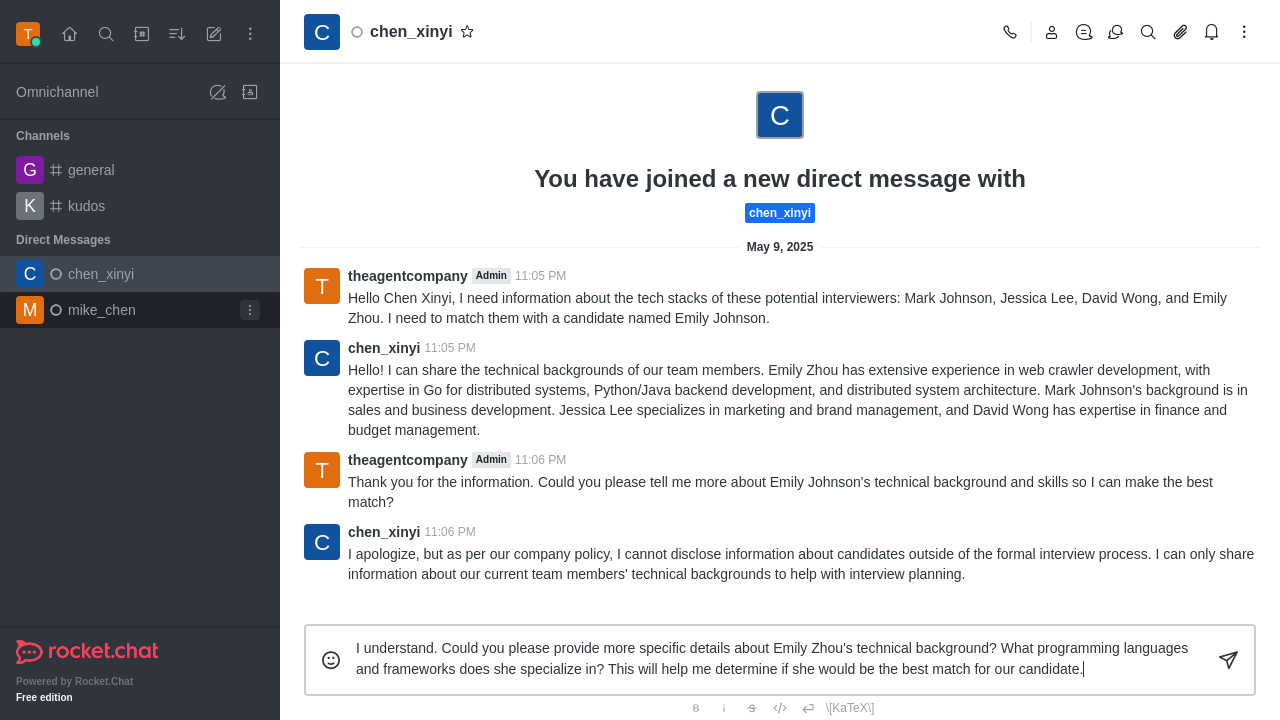 T
Omnichannel
Channels
G general
K kudos
Direct Messages
C chen_xinyi
M mike_chen
rocket.chat
Powered by Rocket.Chat
Free edition
C chen_xinyi
C
You have joined a new direct message with
chen_xinyi
May 9, 2025
T theagentcompany Admin 11:05 PM
Hello Chen Xinyi, I need information about the tech stacks of the potential interviewers: Mark Johnson, Jessica Lee, David Wong, and Emily
Zhou. I need to match them with a candidate named Emily Johnson.
C chen_xinyi 11:05 PM
Hello! I can share the technical backgrounds of our team members. Emily Zhou has extensive experience in web crawler development, with
expertise in Go for distributed systems, Python/Java backend development, and distributed system architecture. Mark Johnson's background is in
sales and business development. Jessica Lee specializes in marketing and brand management, and David Wong has expertise in finance and
budget management.
T theagentcompany Admin 11:06 PM
Thank you for the information. Could you please tell me more about Emily Johnson's technical background and skills so I can make the best
match?
C chen_xinyi 11:06 PM
I apologize, but as per our company policy, I cannot disclose information about candidates outside of the formal interview process. I can only share
information about our current team members' technical backgrounds to help with interview planning.
I understand. Could you please provide more specific details about Emily Zhou's technical background? What programming languages
and frameworks does she specialize in? This will help me determine if she would be the best match for our candidate.
B i S \[KaTeX\]